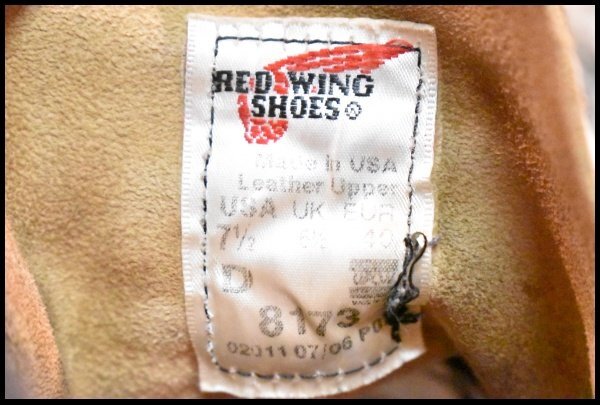 RED WING
SHOES®
Made in USA
Leather Upper
USA UK EUR
7½ 6½ 40
D
8173
02011 07/06